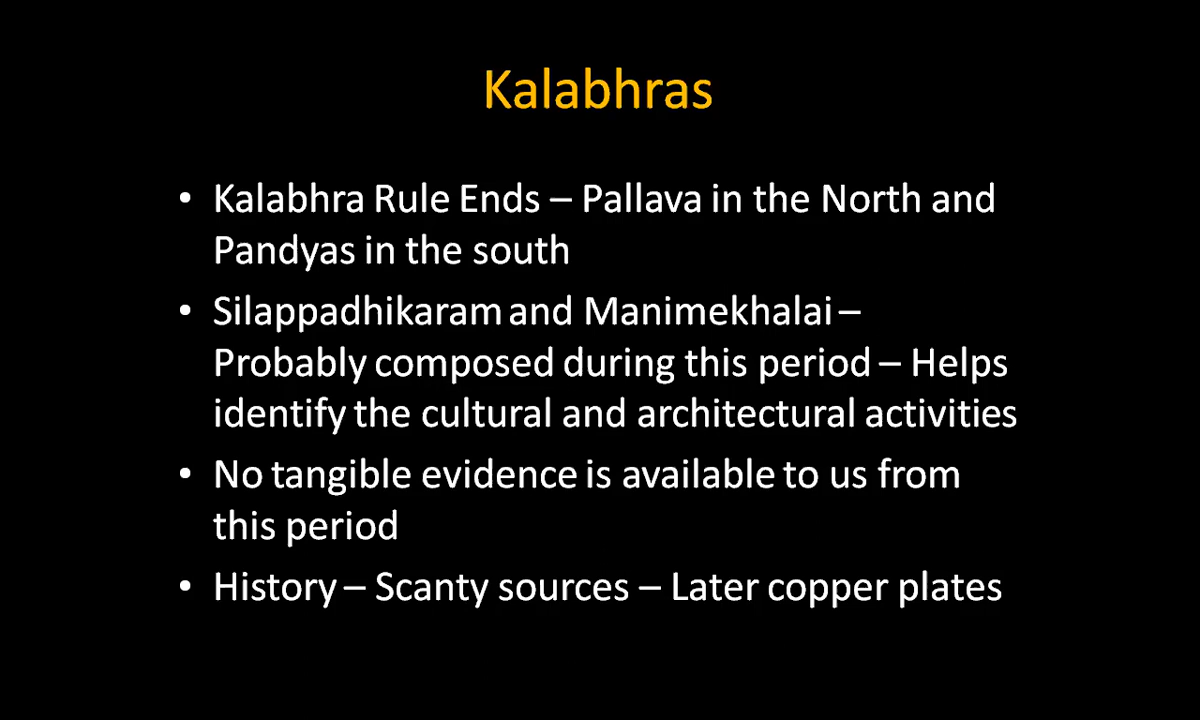 Kalabhras
• Kalabhra Rule Ends – Pallava in the North and
Pandyas in the south
• Silappadhikaram and Manimekhalai –
Probably composed during this period – Helps
identify the cultural and architectural activities
• No tangible evidence is available to us from
this period
• History – Scanty sources – Later copper plates